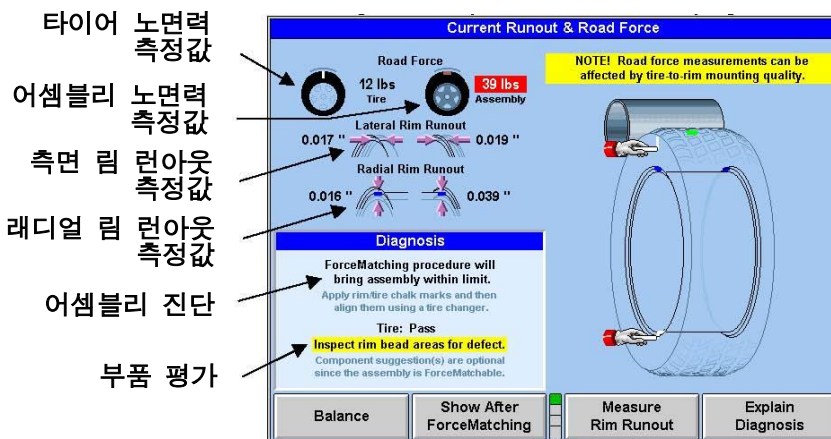 타이어 노면력
측정값
어셈블리 노면력
측정값
측면 림 런아웃
측정값
래디얼 림 런아웃
측정값
어셈블리 진단
부품 평가
Current Runout & Road Force
Road Force
12 lbs
Tire
39 lbs
Assembly
Lateral Rim Runout
0.017 " 0.019 "
Radial Rim Runout
0.016 " 0.039 "
Diagnosis
ForceMatching procedure will
bring assembly within limit.
Apply rim/tire chalk marks and then
align them using a tire changer.
Tire: Pass
Inspect rim bead areas for defect.
Component suggestion(s) are optional
since the assembly is ForceMatchable.
NOTE! Road force measurements can be
affected by tire-to-rim mounting quality.
Balance
Show After
ForceMatching
Measure
Rim Runout
Explain
Diagnosis